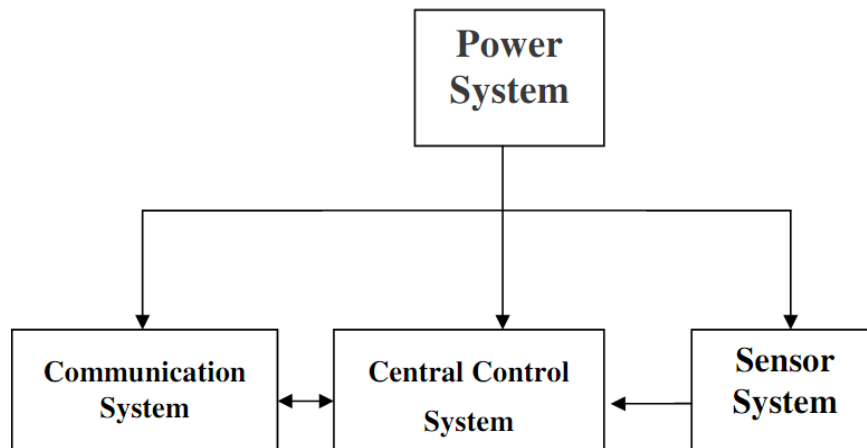 Power
System
Communication
System
Central Control
System
Sensor
System